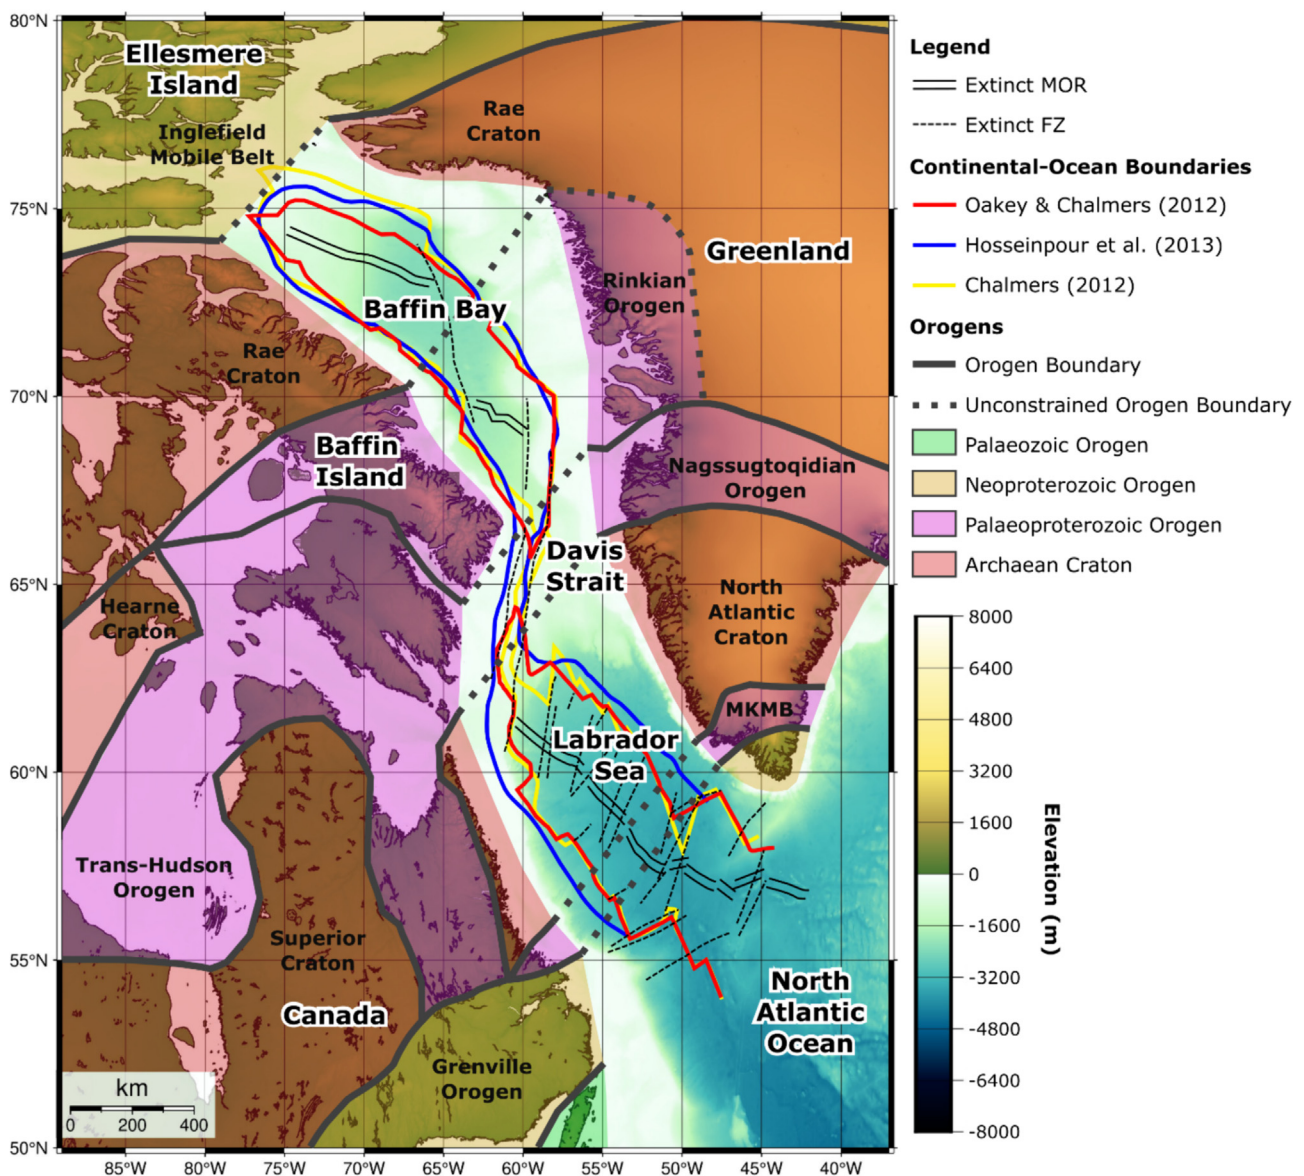 80°N
75°N
70°N
65°N
60°N
55°N
50°N
85°W
80°W
75°W
70°W
65°W
60°W
55°W
50°W
45°W
40°W
Ellesmere
Island
Inglefield
Mobile Belt
Rae
Craton
Greenland
Rinkian
Orogen
Baffin Bay
Rae
Craton
Baffin
Island
Nagssugtoqidian
Orogen
Davis
Strait
North
Atlantic
Craton
Hearne
Craton
MKMB
Labrador
Sea
Trans-Hudson
Orogen
Superior
Craton
Canada
North
Atlantic
Ocean
Grenville
Orogen
km
0 200 400
Legend
Extinct MOR
Extinct FZ
Continental-Ocean Boundaries
Oakey & Chalmers (2012)
Hosseinpour et al. (2013)
Chalmers (2012)
Orogens
Orogen Boundary
Unconstrained Orogen Boundary
Palaeozoic Orogen
Neoproterozoic Orogen
Palaeoproterozoic Orogen
Archaean Craton
8000
6400
4800
3200
1600
0
-1600
-3200
-4800
-6400
-8000
Elevation (m)